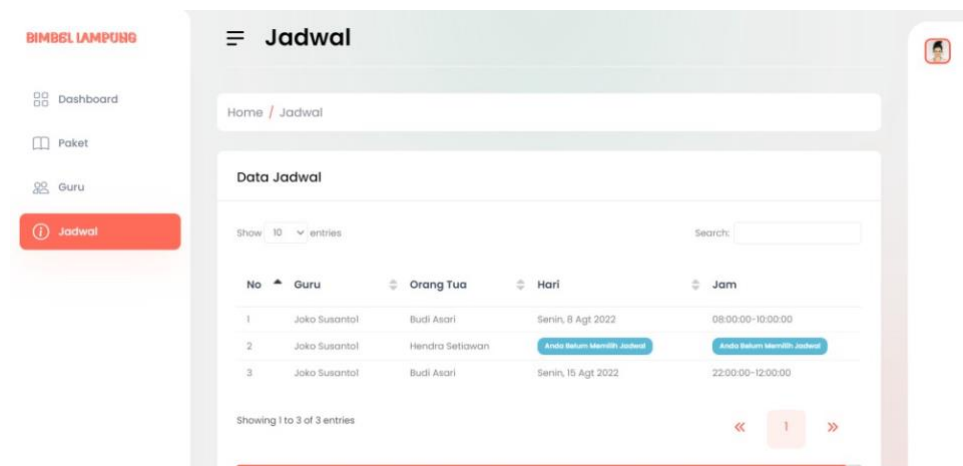 BIMBEL LAMPUNG
Jadwal
Dashboard
Home / Jadwal
Paket
Data Jadwal
Guru
Jadwal
Show 10 entries
Search:
No Guru Orang Tua Hari Jam
1 Joko Susantol Budi Asari Senin, 8 Agt 2022 08:00:00-10:00:00
2 Joko Susantol Hendra Setiawan Anda Belum Memilih Jadwal Anda Belum Memilih Jadwal
3 Joko Susantol Budi Asari Senin, 15 Agt 2022 22:00:00-12:00:00
Showing 1 to 3 of 3 entries
« 1 »